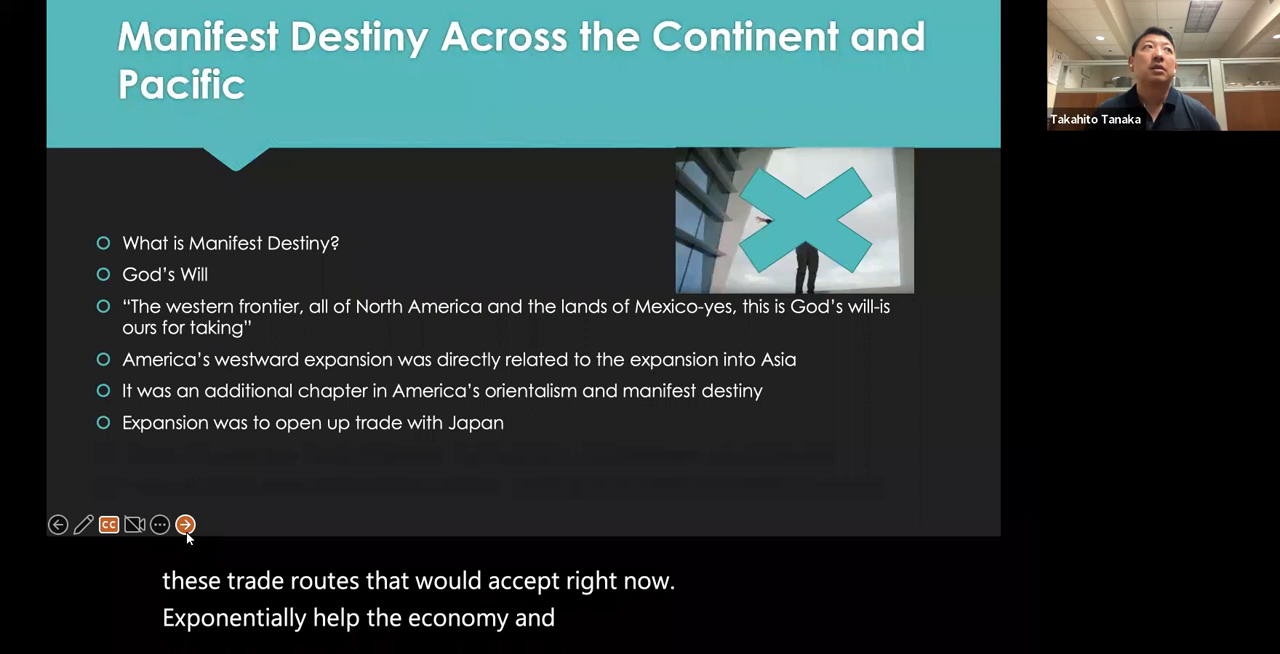 Manifest Destiny Across the Continent and
Pacific
Takahito Tanaka
What is Manifest Destiny?
God’s Will
“The western frontier, all of North America and the lands of Mexico-yes, this is God’s will-is
ours for taking”
America’s westward expansion was directly related to the expansion into Asia
It was an additional chapter in America’s orientalism and manifest destiny
Expansion was to open up trade with Japan
CC
these trade routes that would accept right now.
Exponentially help the economy and